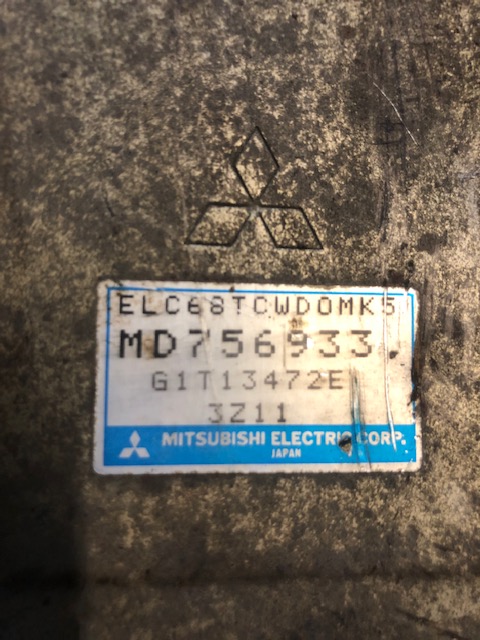 ELC68TCWDOMK5
MD756933.
G1T13472E
3Z11
MITSUBISHI ELECTRIC CORP.
JAPAN